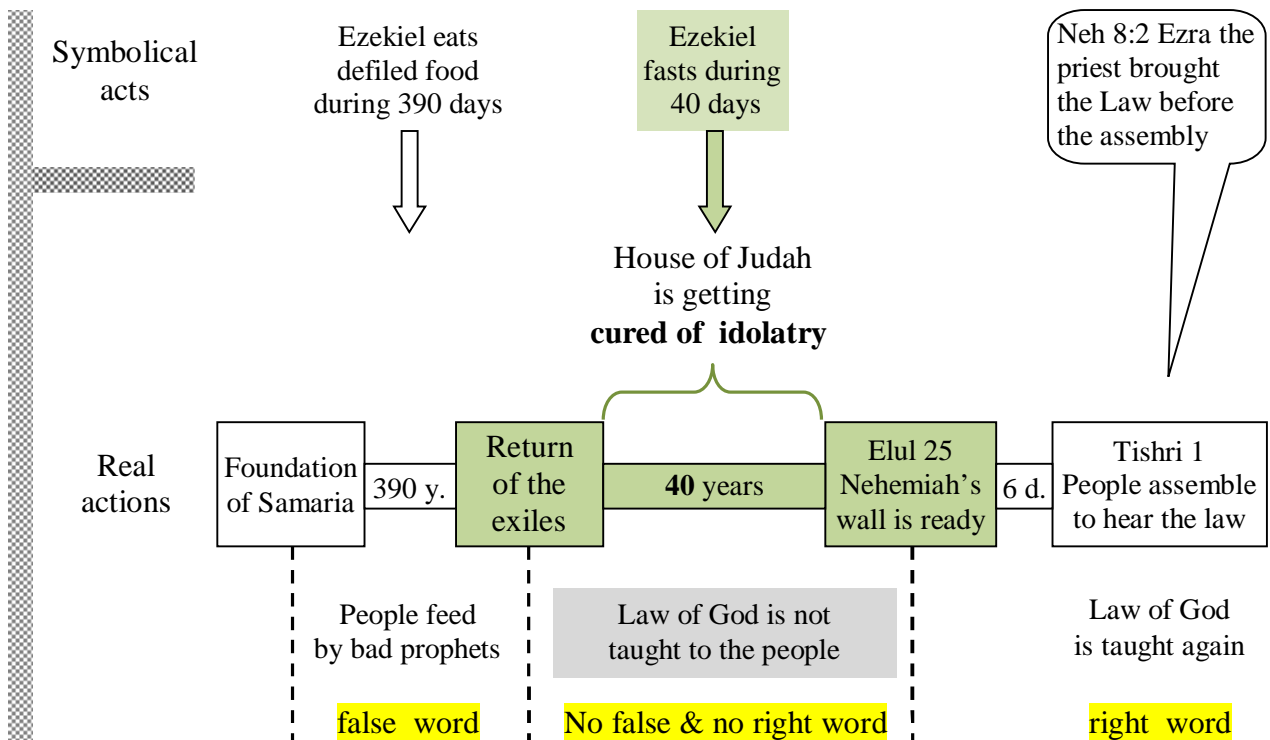 Symbolical
acts
Ezekiel eats
defiled food
during 390 days
Ezekiel
fasts during
40 days
Neh 8:2 Ezra the
priest brought
the Law before
the assembly
House of Judah
is getting
cured of idolatry
Real
actions
Foundation
of Samaria
390 y.
Return
of the
exiles
40 years
Elul 25
Nehemiah's
wall is ready
6 d.
Tishri 1
People assemble
to hear the law
People feed
by bad prophets
Law of God is not
taught to the people
Law of God
is taught again
false word
No false & no right word
right word